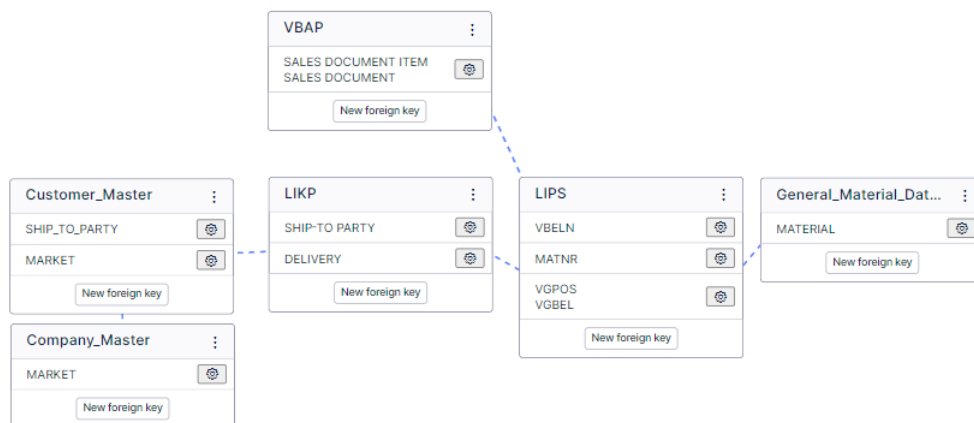 VBAP
SALES DOCUMENT ITEM
SALES DOCUMENT
New foreign key
Customer_Master
SHIP_TO_PARTY
MARKET
New foreign key
LIKP
SHIP-TO PARTY
DELIVERY
New foreign key
LIPS
VBELN
MATNR
VGPOS
VGBEL
New foreign key
General_Material_Dat...
MATERIAL
New foreign key
Company_Master
MARKET
New foreign key